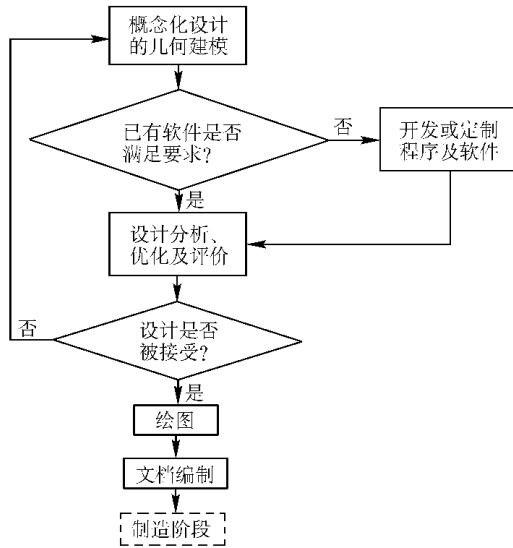 概念化设计
的几何建模
已有软件是否
满足要求?
否
开发或定制
程序及软件
是
设计分析、
优化及评价
否
设计是否
被接受?
是
绘图
文档编制
制造阶段